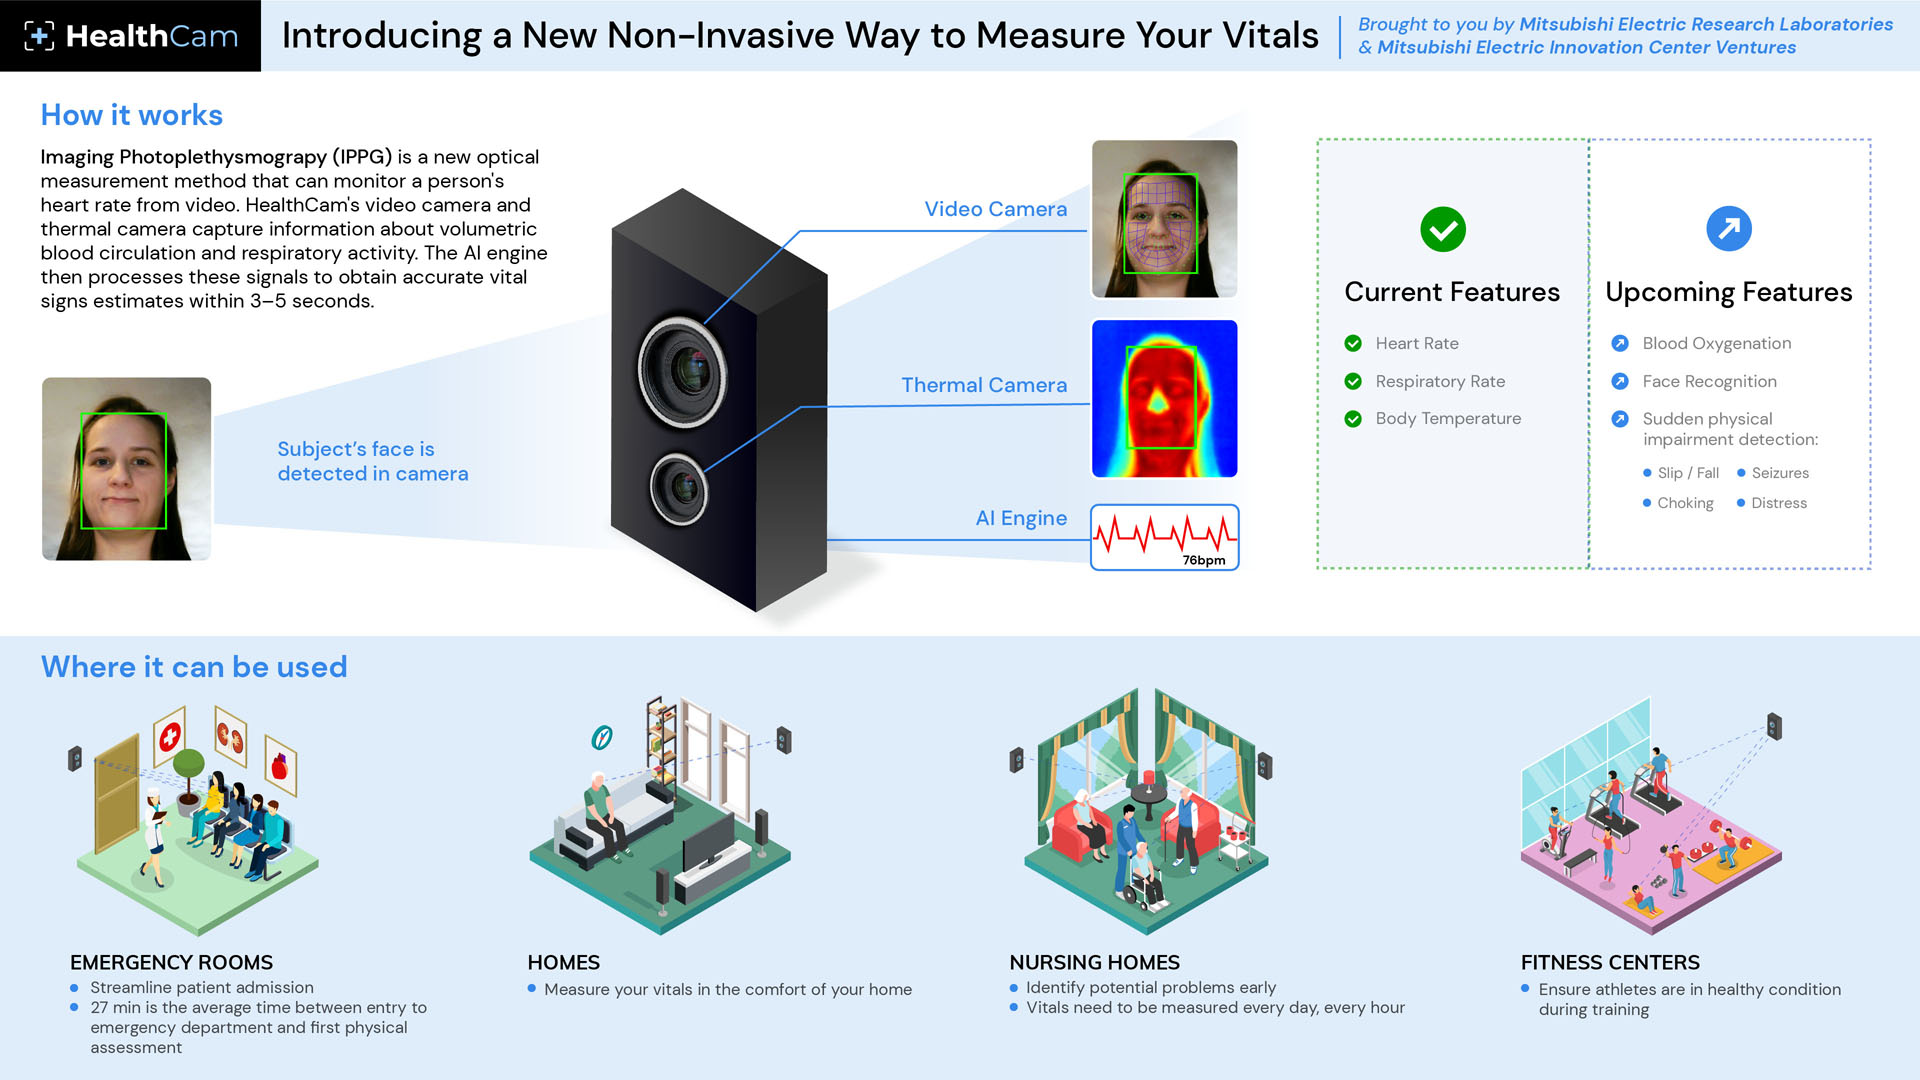 HealthCam
Introducing a New Non-Invasive Way to Measure Your Vitals
Brought to you by Mitsubishi Electric Research Laboratories
& Mitsubishi Electric Innovation Center Ventures
How it works
Imaging Photoplethysmograpy (IPPG) is a new optical
measurement method that can monitor a person's
heart rate from video. HealthCam's video camera and
thermal camera capture information about volumetric
blood circulation and respiratory activity. The AI engine
then processes these signals to obtain accurate vital
signs estimates within 3–5 seconds.
Subject's face is
detected in camera
Video Camera
Thermal Camera
AI Engine
76bpm
Current Features
Heart Rate
Respiratory Rate
Body Temperature
Upcoming Features
Blood Oxygenation
Face Recognition
Sudden physical
impairment detection:
Slip / Fall
Seizures
Choking
Distress
Where it can be used
EMERGENCY ROOMS
Streamline patient admission
27 min is the average time between entry to
emergency department and first physical
assessment
HOMES
Measure your vitals in the comfort of your home
NURSING HOMES
Identify potential problems early
Vitals need to be measured every day, every hour
FITNESS CENTERS
Ensure athletes are in healthy condition
during training